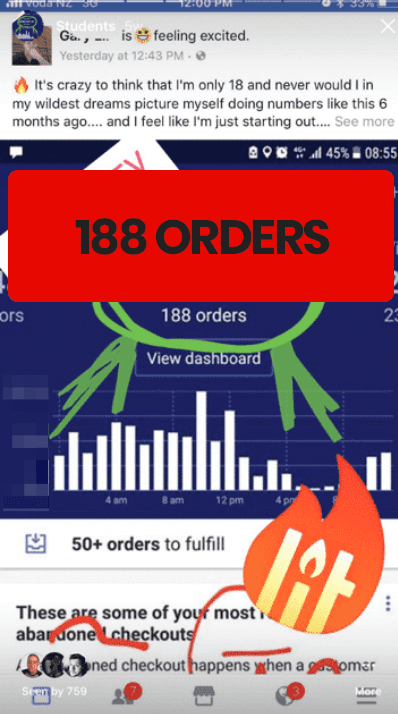 Voda NZ 3G 12:00 PM 33%
Students 5w
is feeling excited.
Yesterday at 12:43 PM
It's crazy to think that I'm only 18 and never would I in
my wildest dreams picture myself doing numbers like this 6
months ago.... and I feel like I'm just starting out.... See more
4G 45% 08:55
188 ORDERS
ors 188 orders 23
View dashboard
4 am 8 am 12 pm 4 pm
50+ orders to fulfill
lit
These are some of your most
abandoned checkouts
checkout happens when a customer
7 3
Seen by 759 More